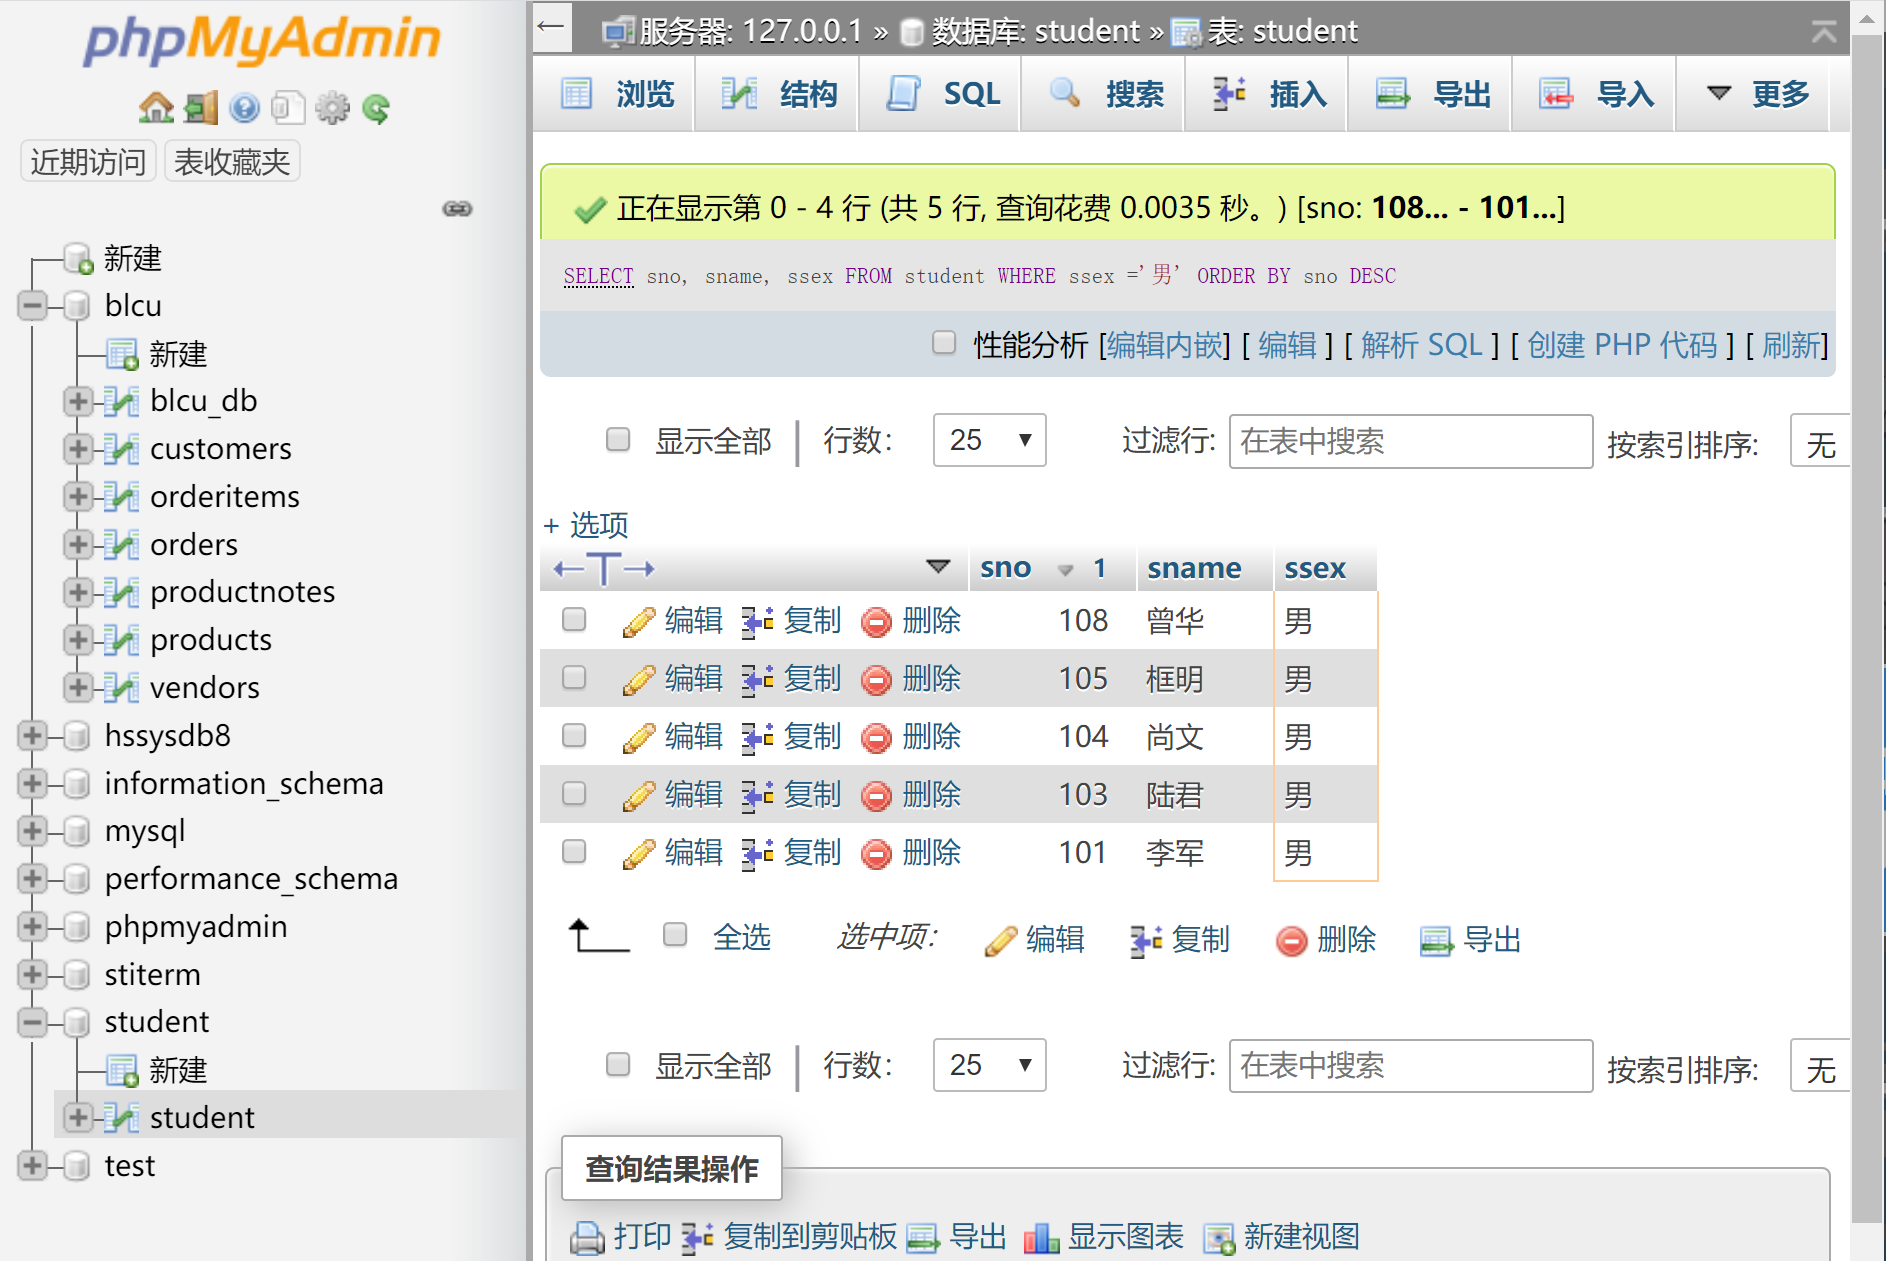 phpMyAdmin
近期访问 表收藏夹
新建
blcu
新建
blcu_db
customers
orderitems
orders
productnotes
products
vendors
hssysdb8
information_schema
mysql
performance_schema
phpmyadmin
stiterm
student
新建
student
test
服务器: 127.0.0.1 » 数据库: student » 表: student
浏览 结构 SQL 搜索 插入 导出 导入 更多
正在显示第 0 - 4 行 (共 5 行, 查询花费 0.0035 秒。) [sno: 108... - 101...]
SELECT sno, sname, ssex FROM student WHERE ssex ='男' ORDER BY sno DESC
性能分析 [编辑内嵌] [ 编辑 ] [ 解析 SQL ] [ 创建 PHP 代码 ] [ 刷新]
显示全部 | 行数: 25 过滤行: 在表中搜索 按索引排序: 无
+ 选项
←T→ sno 1 sname ssex
编辑 复制 删除 108 曾华 男
编辑 复制 删除 105 框明 男
编辑 复制 删除 104 尚文 男
编辑 复制 删除 103 陆君 男
编辑 复制 删除 101 李军 男
全选 选中项: 编辑 复制 删除 导出
显示全部 | 行数: 25 过滤行: 在表中搜索 按索引排序: 无
查询结果操作
打印 复制到剪贴板 导出 显示图表 新建视图